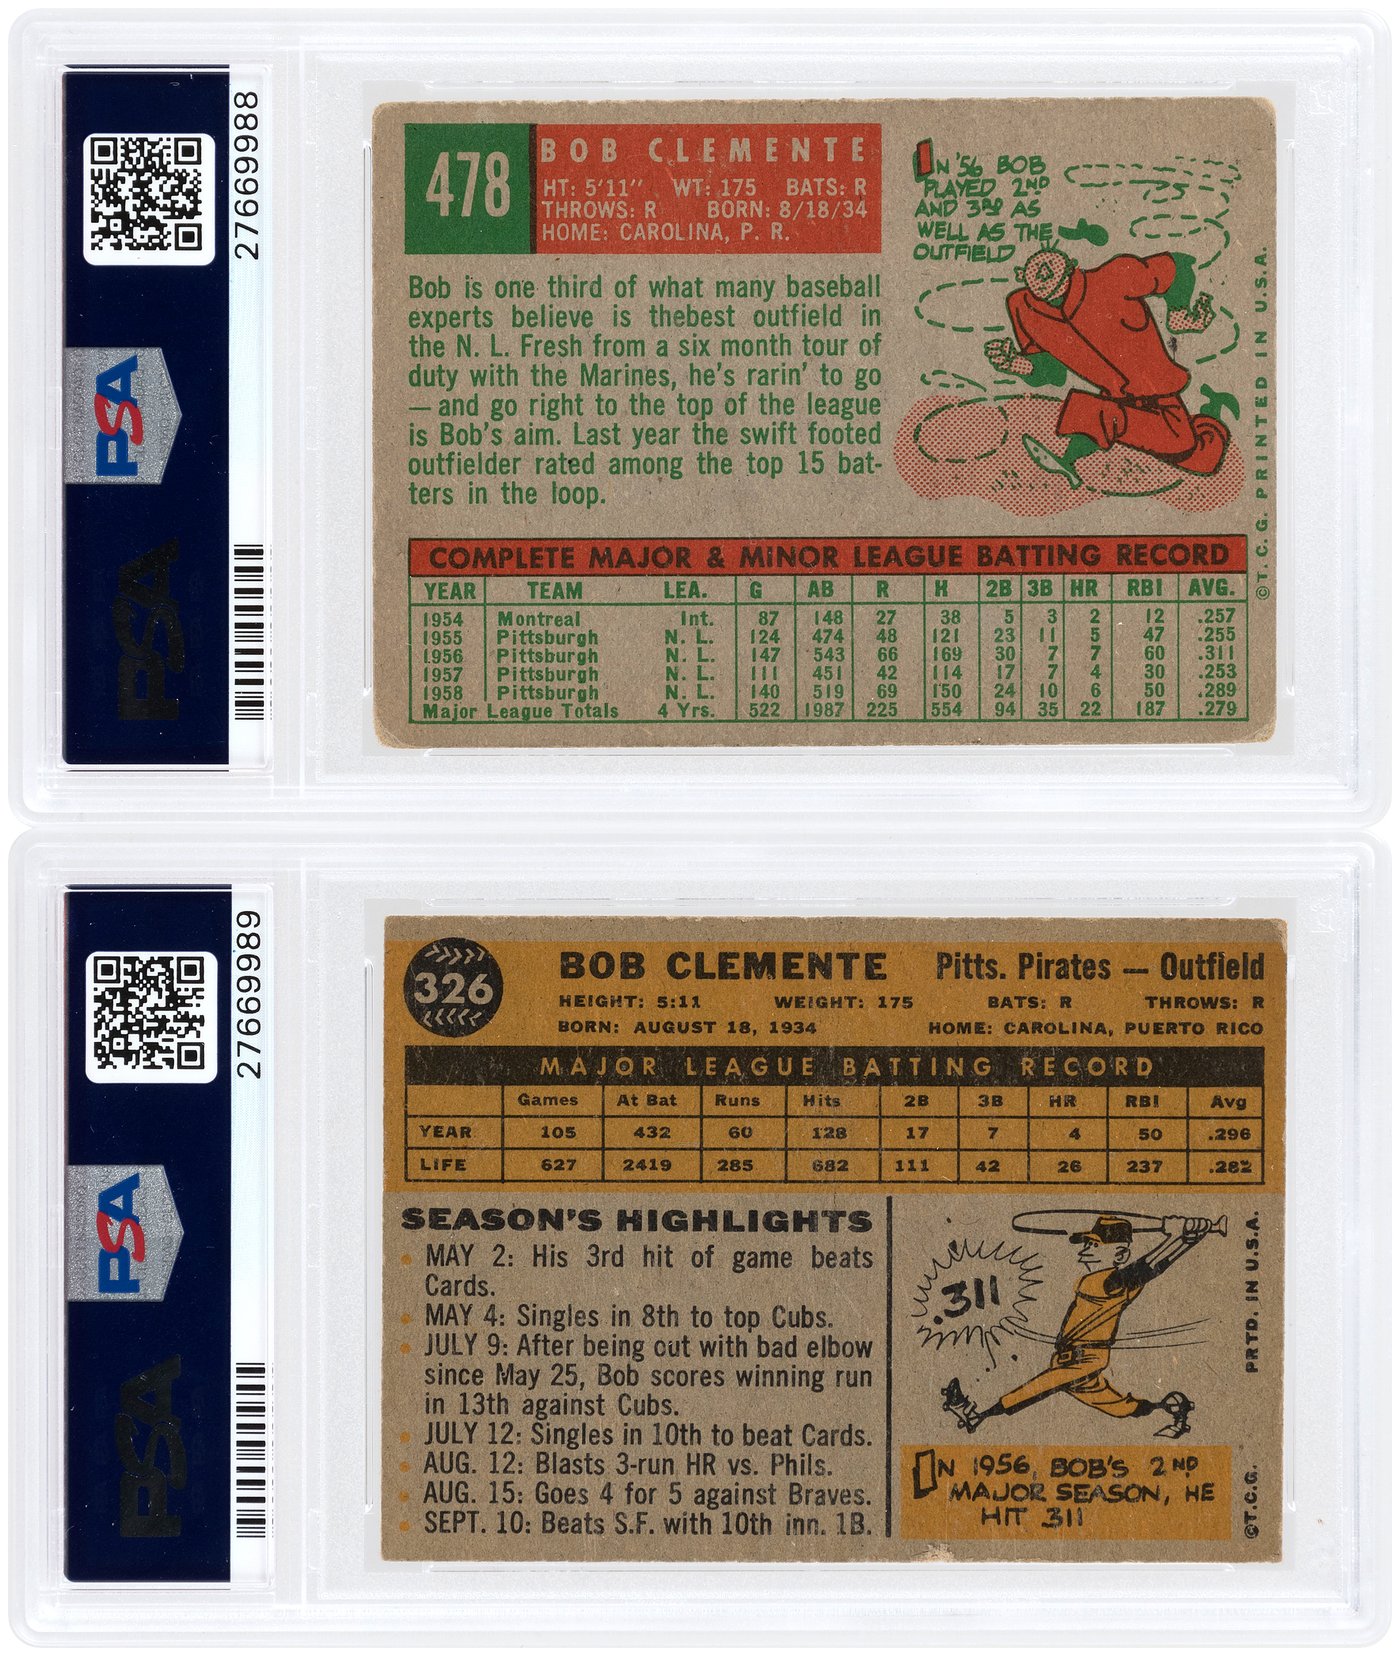 27669988
PSA
PSA
478
BOB CLEMENTE
HT: 5'11" WT: 175 BATS: R
THROWS: R BORN: 8/18/34
HOME: CAROLINA, P. R.
IN '56 BOB
PLAYED 2ND
AND 3RD AS
WELL AS THE
OUTFIELD
Bob is one third of what many baseball
experts believe is thebest outfield in
the N. L. Fresh from a six month tour of
duty with the Marines, he's rarin' to go
— and go right to the top of the league
is Bob's aim. Last year the swift footed
outfielder rated among the top 15 bat-
ters in the loop.
©T. C. G. PRINTED IN U.S.A.
COMPLETE MAJOR & MINOR LEAGUE BATTING RECORD
YEAR TEAM LEA. G AB R H 2B 3B HR RBI AVG.
1954 Montreal Int. 87 148 27 38 5 3 2 12 .257
1955 Pittsburgh N. L. 124 474 48 121 23 11 5 47 .255
1956 Pittsburgh N. L. 147 543 66 169 30 7 7 60 .311
1957 Pittsburgh N. L. 111 451 42 114 17 7 4 30 .253
1958 Pittsburgh N. L. 140 519 69 150 24 10 6 50 .289
Major League Totals 4 Yrs. 522 1987 225 554 94 35 22 187 .279
27669989
PSA
PSA
326
BOB CLEMENTE Pitts. Pirates — Outfield
HEIGHT: 5:11 WEIGHT: 175 BATS: R THROWS: R
BORN: AUGUST 18, 1934 HOME: CAROLINA, PUERTO RICO
MAJOR LEAGUE BATTING RECORD
Games At Bat Runs Hits 2B 3B HR RBI Avg
YEAR 105 432 60 128 17 7 4 50 .296
LIFE 627 2419 285 682 111 42 26 237 .282
SEASON'S HIGHLIGHTS
MAY 2: His 3rd hit of game beats
Cards.
MAY 4: Singles in 8th to top Cubs.
JULY 9: After being out with bad elbow
since May 25, Bob scores winning run
in 13th against Cubs.
JULY 12: Singles in 10th to beat Cards.
AUG. 12: Blasts 3-run HR vs. Phils.
AUG. 15: Goes 4 for 5 against Braves.
SEPT. 10: Beats S.F. with 10th inn. 1B.
.311
IN 1956, BOB'S 2ND
MAJOR SEASON, HE
HIT 311
©T.C.G. PRTD. IN U.S.A.